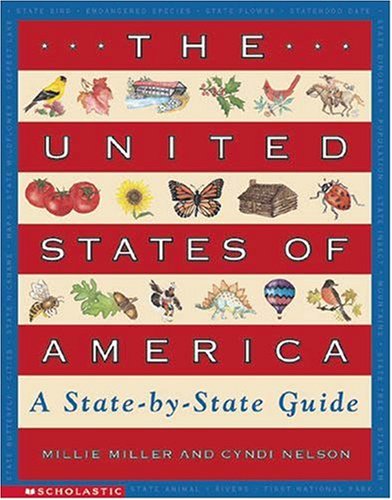 STATE BIRD · ENDANGERED SPECIES · STATE FLOWER · STATEHOOD DATE
THE
UNITED
STATES OF
AMERICA
A State-by-State Guide
MILLIE MILLER AND CYNDI NELSON
SCHOLASTIC
STATE ANIMAL · RIVERS · FIRST NATIONAL PARK